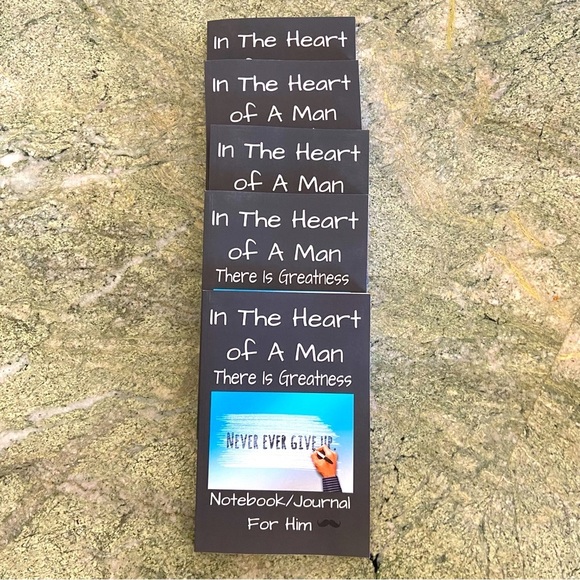 In The Heart
In The Heart
of A Man
In The Heart
of A Man
In The Heart
of A Man
There Is Greatness
In The Heart
of A Man
There Is Greatness
NEVER EVER GIVE UP.
Notebook/Journal
For Him